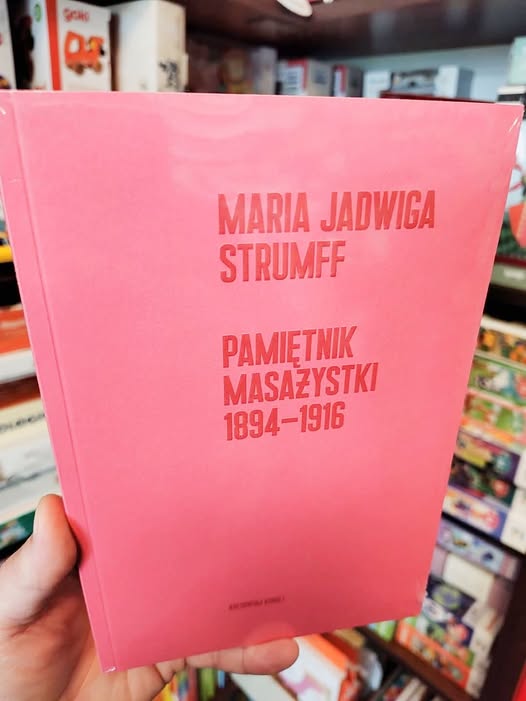 MARIA JADWIGA
STRUMFF
PAMIĘTNIK
MASAŻYSTKI
1894–1916